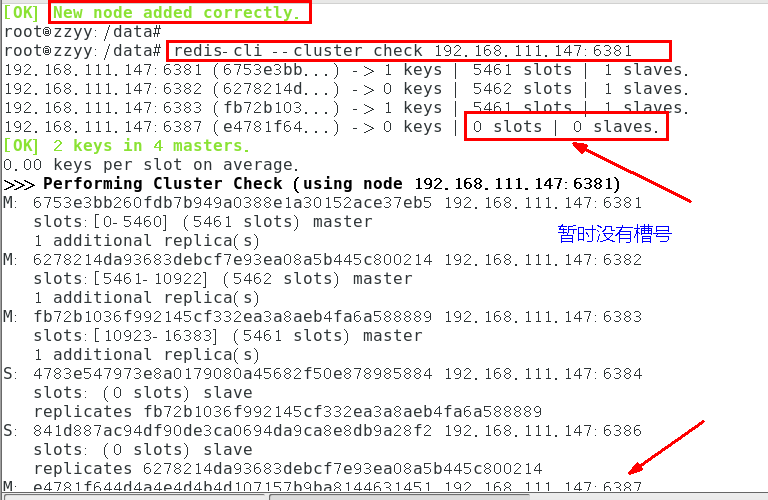 [OK] New node added correctly.
root@zzyy:/data#
root@zzyy:/data# redis-cli --cluster check 192.168.111.147:6381
192.168.111.147:6381 (6753e3bb...) -> 1 keys | 5461 slots | 1 slaves.
192.168.111.147:6382 (6278214d...) -> 0 keys | 5462 slots | 1 slaves.
192.168.111.147:6383 (fb72b103...) -> 1 keys | 5461 slots | 1 slaves.
192.168.111.147:6387 (e4781f64...) -> 0 keys | 0 slots | 0 slaves.
[OK] 2 keys in 4 masters.
0.00 keys per slot on average.
>>> Performing Cluster Check (using node 192.168.111.147:6381)
M: 6753e3bb260fdb7b949a0388e1a30152ace37eb5 192.168.111.147:6381
slots:[0-5460] (5461 slots) master
暂时没有槽号
1 additional replica(s)
M: 6278214da93683debcf7e93ea08a5b445c800214 192.168.111.147:6382
slots:[5461-10922] (5462 slots) master
1 additional replica(s)
M: fb72b1036f992145cf332ea3a8aeb4fa6a588889 192.168.111.147:6383
slots:[10923-16383] (5461 slots) master
1 additional replica(s)
S: 4783e547973e8a0179080a45682f50e878985884 192.168.111.147:6384
slots: (0 slots) slave
replicates fb72b1036f992145cf332ea3a8aeb4fa6a588889
S: 841d887ac94df90de3ca0694da9ca8e8db9a28f2 192.168.111.147:6386
slots: (0 slots) slave
replicates 6278214da93683debcf7e93ea08a5b445c800214
M: e4781f644d4a4e4d4b4d107157b9ba8144631451 192.168.111.147:6387